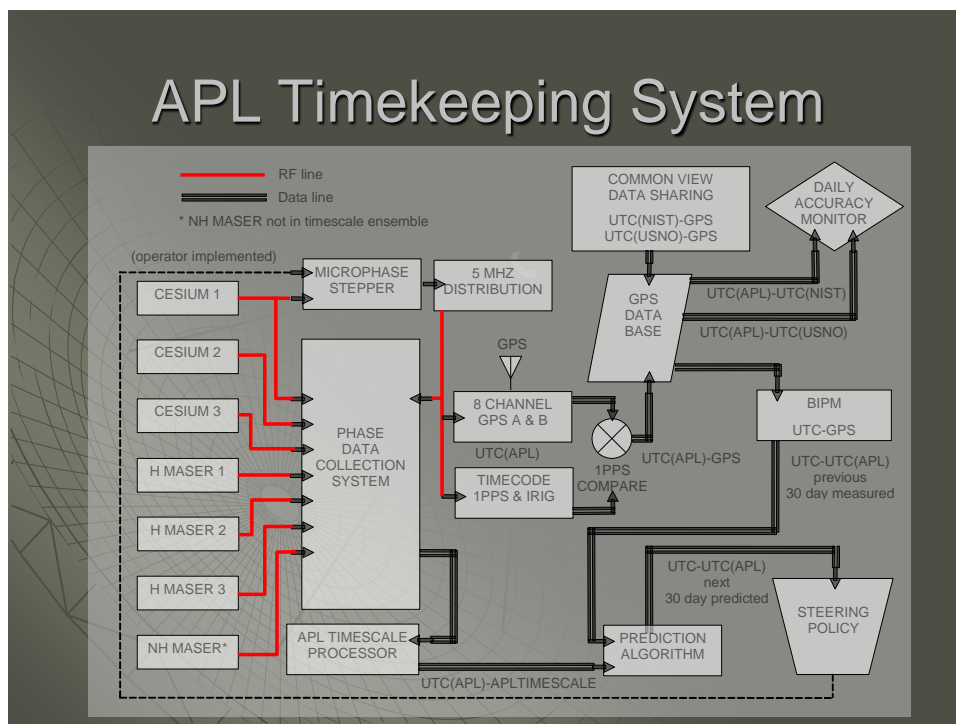 APL Timekeeping System
RF line
Data line
* NH MASER not in timescale ensemble
(operator implemented)
COMMON VIEW
DATA SHARING
UTC(NIST)-GPS
UTC(USNO)-GPS
DAILY
ACCURACY
MONITOR
MICROPHASE
STEPPER
5 MHZ
DISTRIBUTION
GPS
DATA
BASE
UTC(APL)-UTC(NIST)
UTC(APL)-UTC(USNO)
CESIUM 1
CESIUM 2
CESIUM 3
H MASER 1
H MASER 2
H MASER 3
NH MASER*
PHASE
DATA
COLLECTION
SYSTEM
GPS
8 CHANNEL
GPS A & B
UTC(APL)
TIMECODE
1PPS & IRIG
1PPS
COMPARE
UTC(APL)-GPS
BIPM
UTC-GPS
UTC-UTC(APL)
previous
30 day measured
UTC-UTC(APL)
next
30 day predicted
STEERING
POLICY
APL TIMESCALE
PROCESSOR
PREDICTION
ALGORITHM
UTC(APL)-APLTIMESCALE